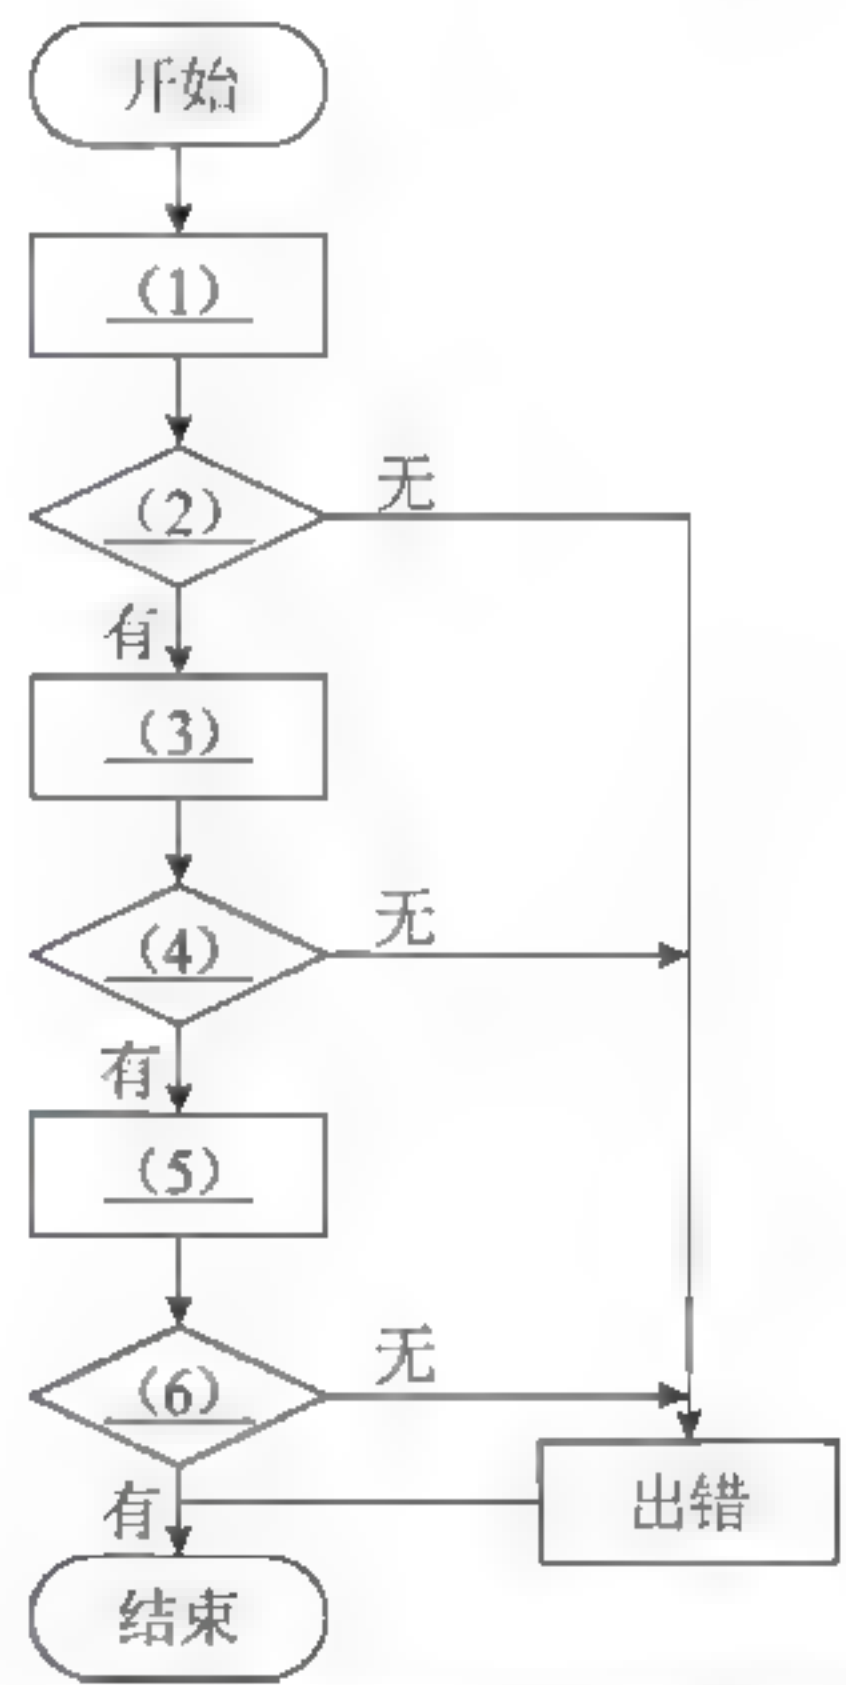 开始
(1)
(2)
无
有
(3)
(4)
无
有
(5)
(6)
无
有
出错
结束